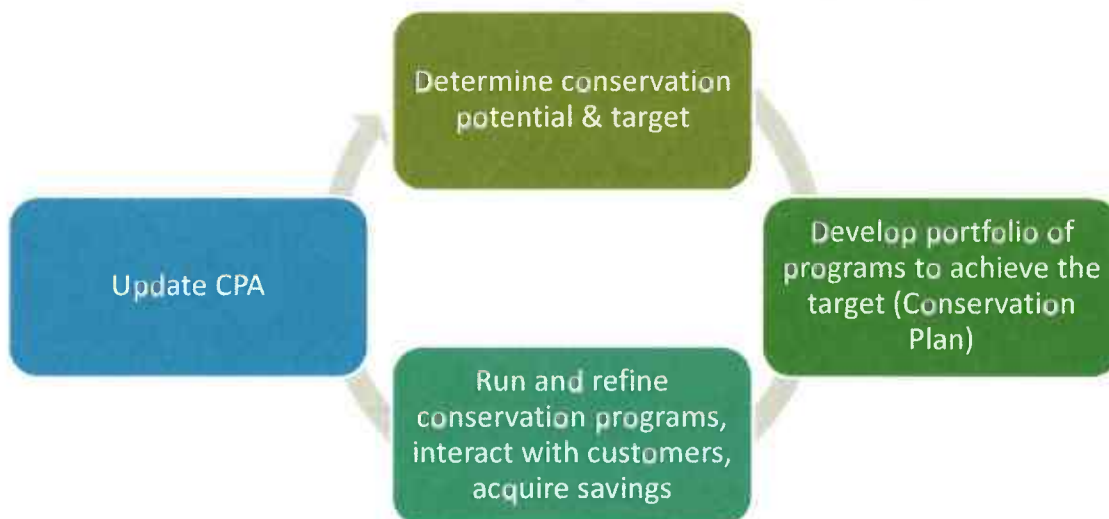 Determine conservation
potential & target
Develop portfolio of
programs to achieve the
target (Conservation
Plan)
Run and refine
conservation programs,
interact with customers,
acquire savings
Update CPA